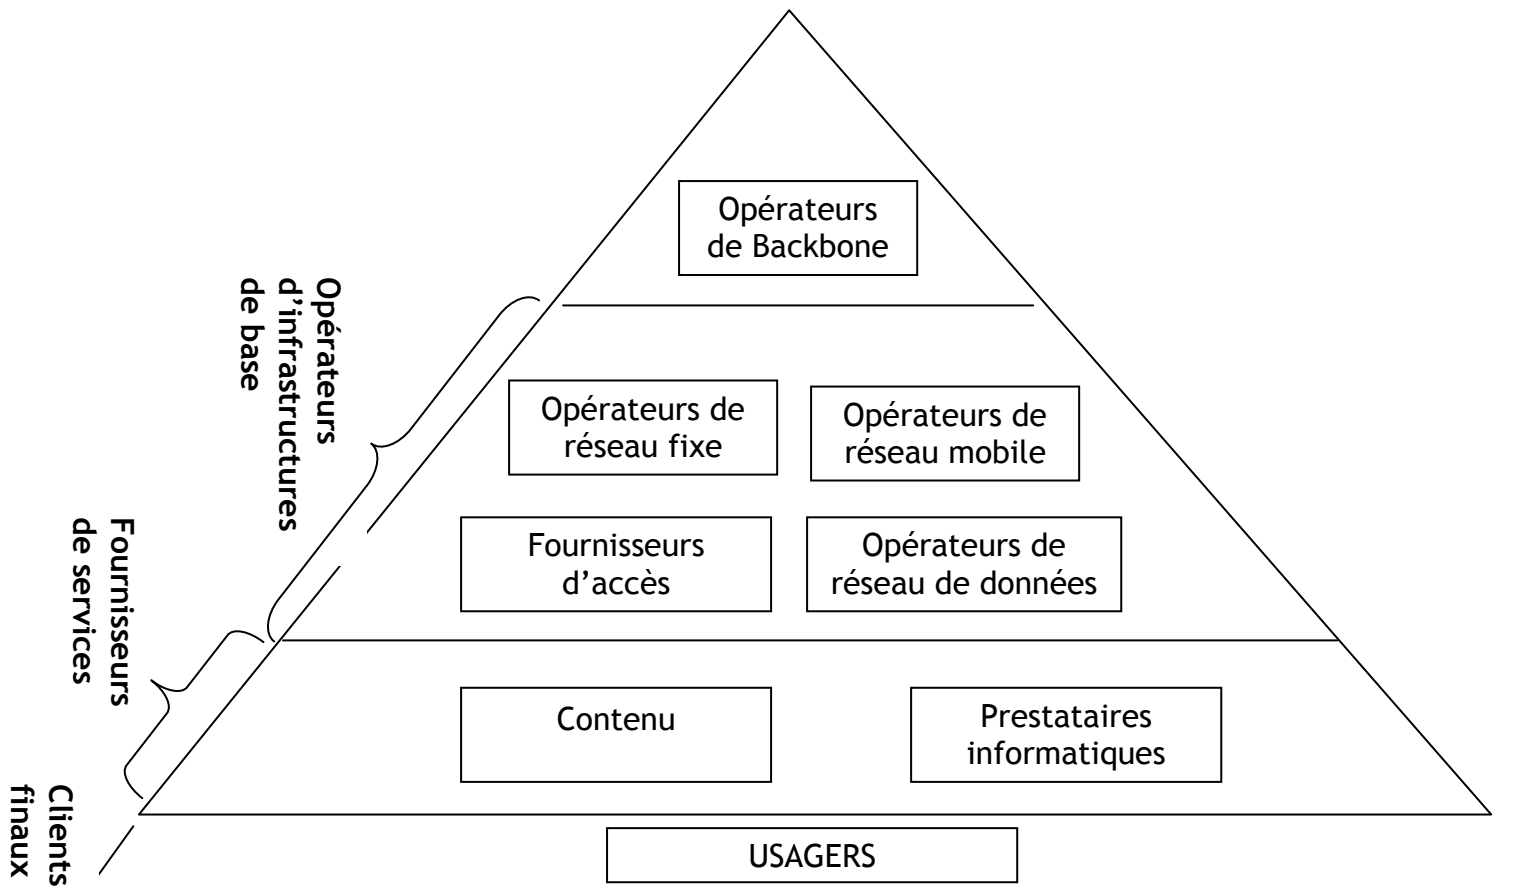 Opérateurs
de Backbone
Opérateurs
d'infrastructures
de base
Opérateurs de
réseau fixe
Opérateurs de
réseau mobile
Fournisseurs
d'accès
Opérateurs de
réseau de données
Fournisseurs
de services
Contenu
Prestataires
informatiques
Clients
finaux
USAGERS